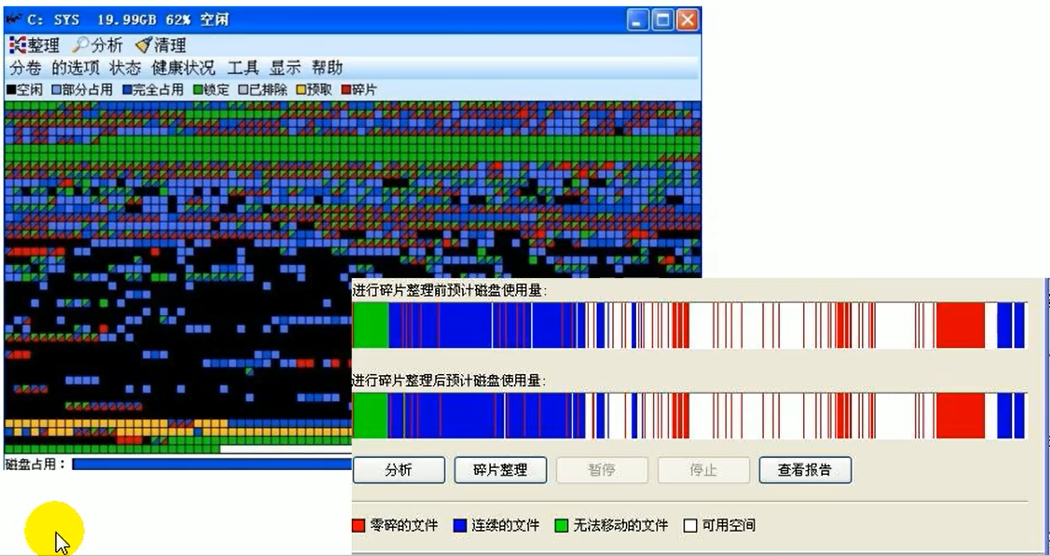 C: SYS 19.99GB 62% 空闲
整理 分析 清理
分卷 的选项 状态 健康状况 工具 显示 帮助
空闲 部分占用 完全占用 锁定 已排除 预取 碎片
进行碎片整理前预计磁盘使用量:
进行碎片整理后预计磁盘使用量:
磁盘占用：
分析 碎片整理 暂停 停止 查看报告
零碎的文件 连续的文件 无法移动的文件 可用空间